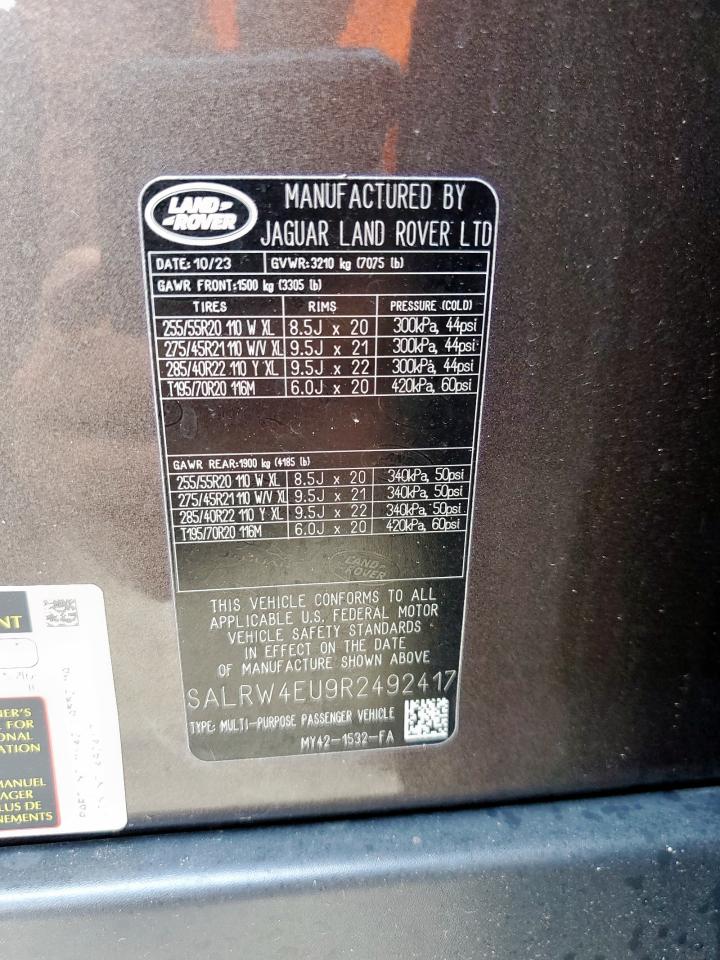 LAND ROVER
MANUFACTURED BY
JAGUAR LAND ROVER LTD
DATE: 10/23 GVWR:3210 kg (7075 lb)
GAWR FRONT:1500 kg (3305 lb)
TIRES RIMS PRESSURE (COLD)
255/55R20 110 W XL 8.5J x 20 300kPa, 44psi
275/45R21 110 W/V XL 9.5J x 21 300kPa, 44psi
285/40R22 110 Y XL 9.5J x 22 300kPa, 44psi
T195/70R20 116M 6.0J x 20 420kPa, 60psi
GAWR REAR:1900 kg (4185 lb)
255/55R20 110 W XL 8.5J x 20 340kPa, 50psi
275/45R21 110 W/V XL 9.5J x 21 340kPa, 50psi
285/40R22 110 Y XL 9.5J x 22 340kPa, 50psi
T195/70R20 116M 6.0J x 20 420kPa, 60psi
LAND ROVER
THIS VEHICLE CONFORMS TO ALL
APPLICABLE U.S. FEDERAL MOTOR
VEHICLE SAFETY STANDARDS
IN EFFECT ON THE DATE
OF MANUFACTURE SHOWN ABOVE
SALRW4EU9R2492417
TYPE: MULTI-PURPOSE PASSENGER VEHICLE
MY42-1532-FA
NT
NER'S
FOR
ONAL
ATION
MANUEL
AGER
LUS DE
NEMENTS